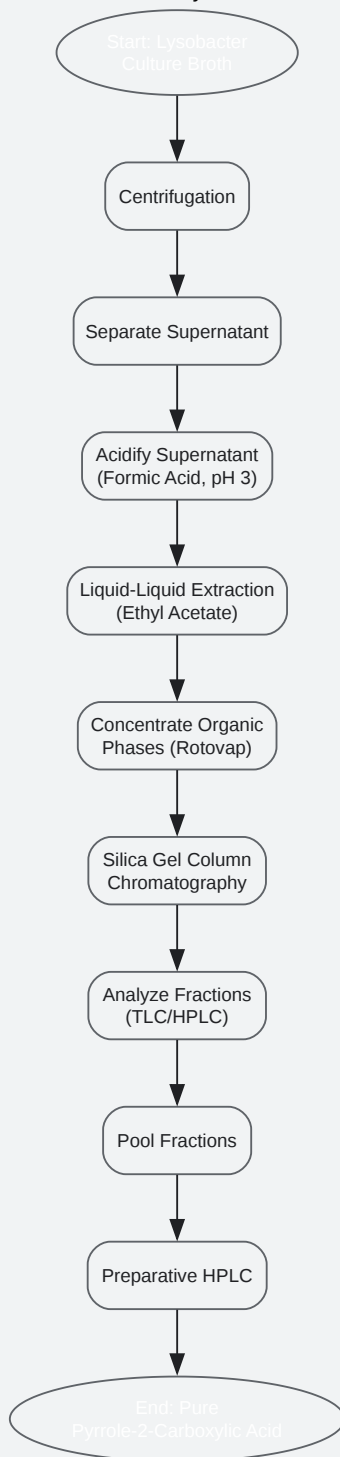 Start: Lysobacter
Culture Broth
Centrifugation
Separate Supernatant
Acidify Supernatant
(Formic Acid, pH 3)
Liquid-Liquid Extraction
(Ethyl Acetate)
Concentrate Organic
Phases (Rotovap)
Silica Gel Column
Chromatography
Analyze Fractions
(TLC/HPLC)
Pool Fractions
Preparative HPLC
End: Pure
Pyrrole-2-Carboxylic Acid